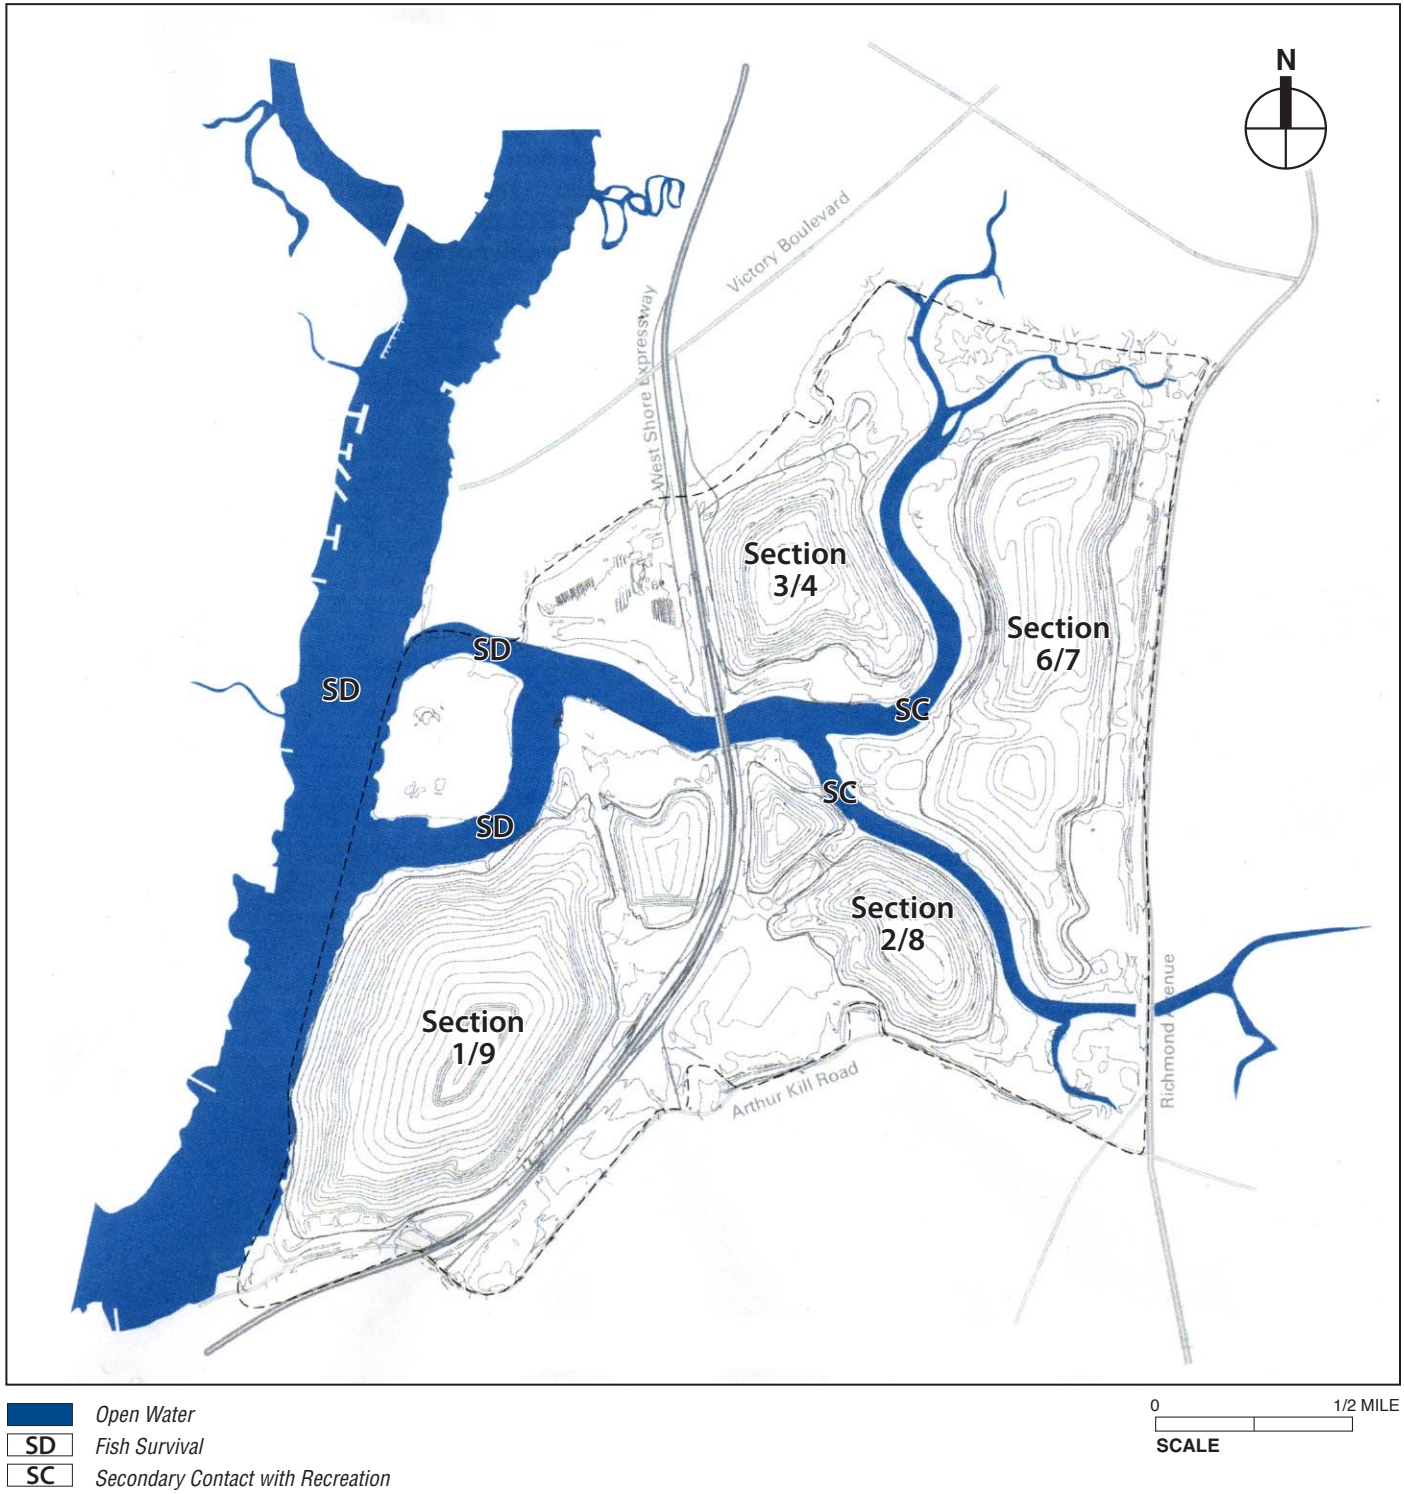 N
Victory Boulevard
West Shore Expressway
Section
3/4
Section
6/7
SD
SD
SC
SC
SD
Section
2/8
Section
1/9
Richmond Avenue
Arthur Kill Road
Open Water
SD Fish Survival
SC Secondary Contact with Recreation
0 1/2 MILE
SCALE